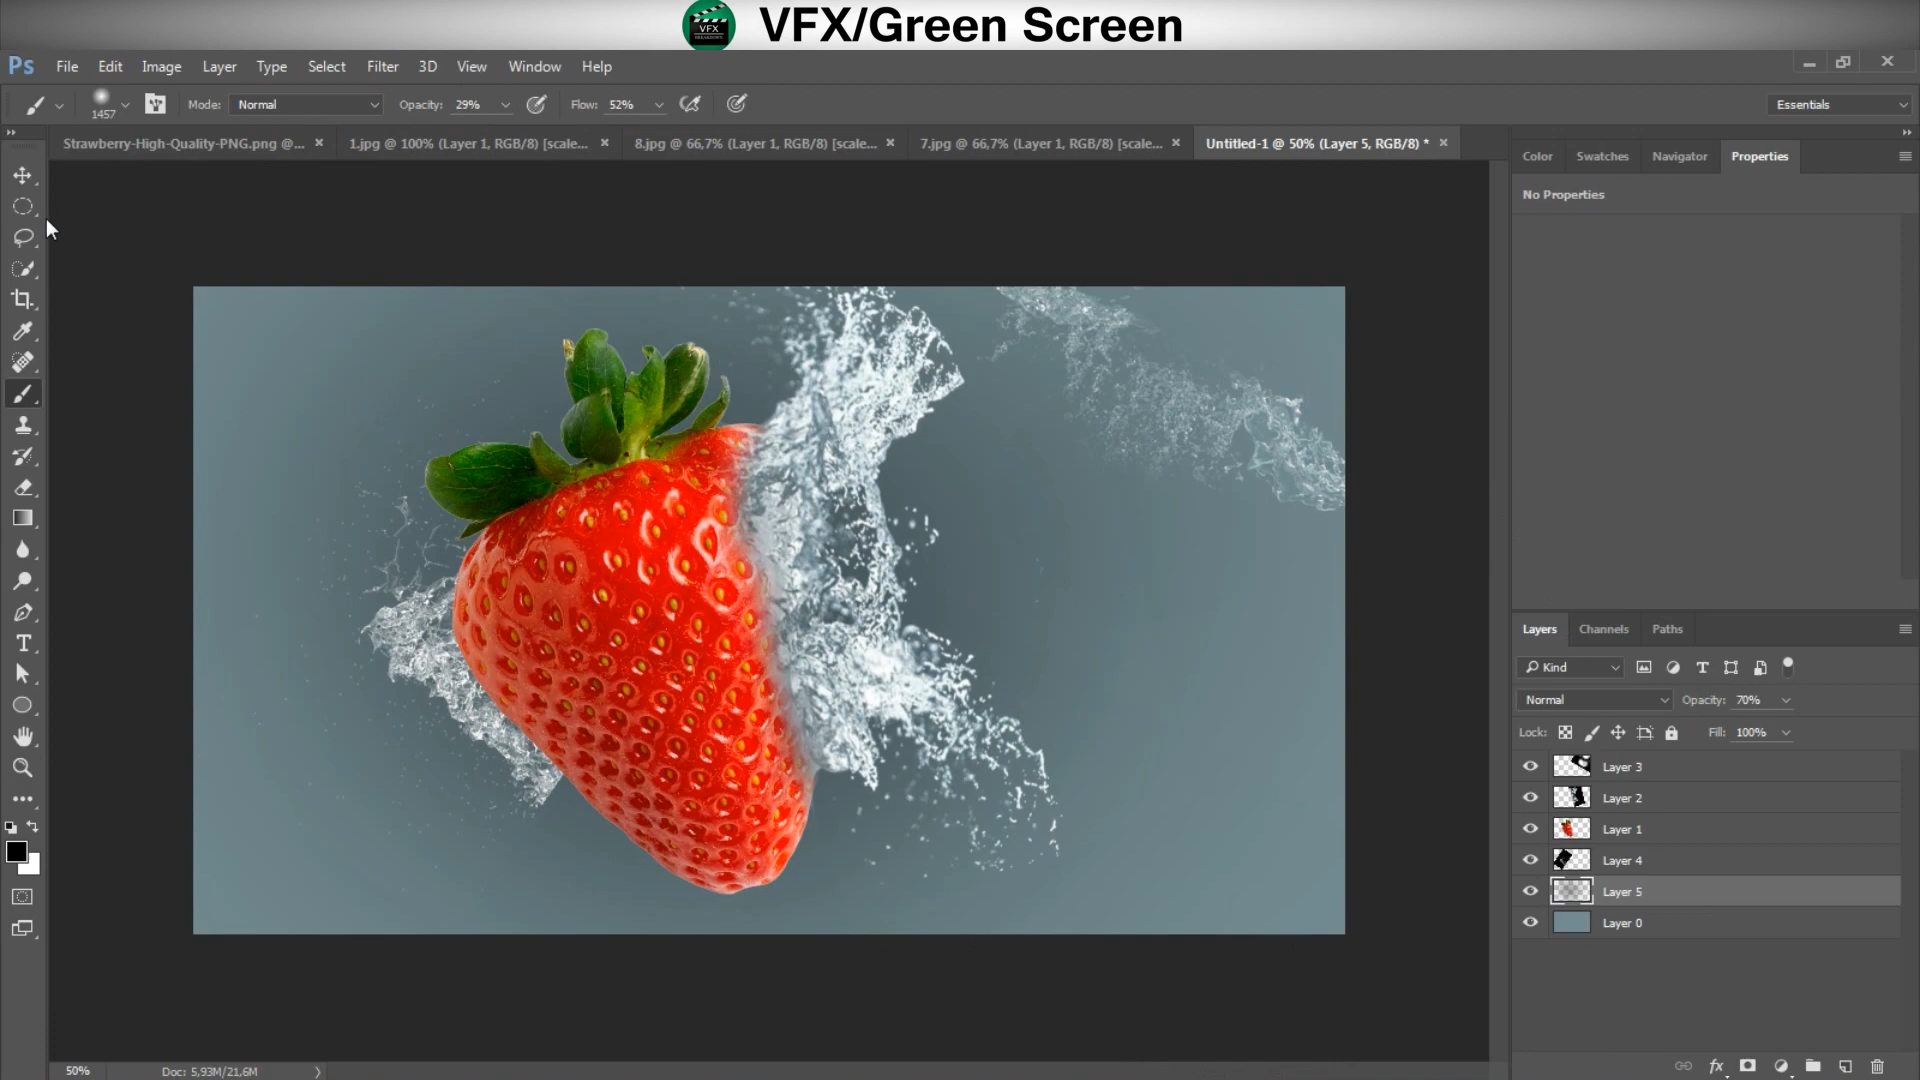 VFX
VFX/Green Screen
Ps File Edit Image Layer Type Select Filter 3D View Window Help
1457 Mode: Normal Opacity: 29% Flow: 52% Essentials
Strawberry-High-Quality-PNG.png @... × 1.jpg @ 100% (Layer 1, RGB/8) [scale... × 8.jpg @ 66,7% (Layer 1, RGB/8) [scale... × 7.jpg @ 66,7% (Layer 1, RGB/8) [scale... × Untitled-1 @ 50% (Layer 5, RGB/8) * ×
Color Swatches Navigator Properties
No Properties
Layers Channels Paths
Kind
Normal Opacity: 70%
Lock: Fill: 100%
Layer 3
Layer 2
Layer 1
Layer 4
Layer 5
Layer 0
fx
50% Doc: 5,93M/21,6M